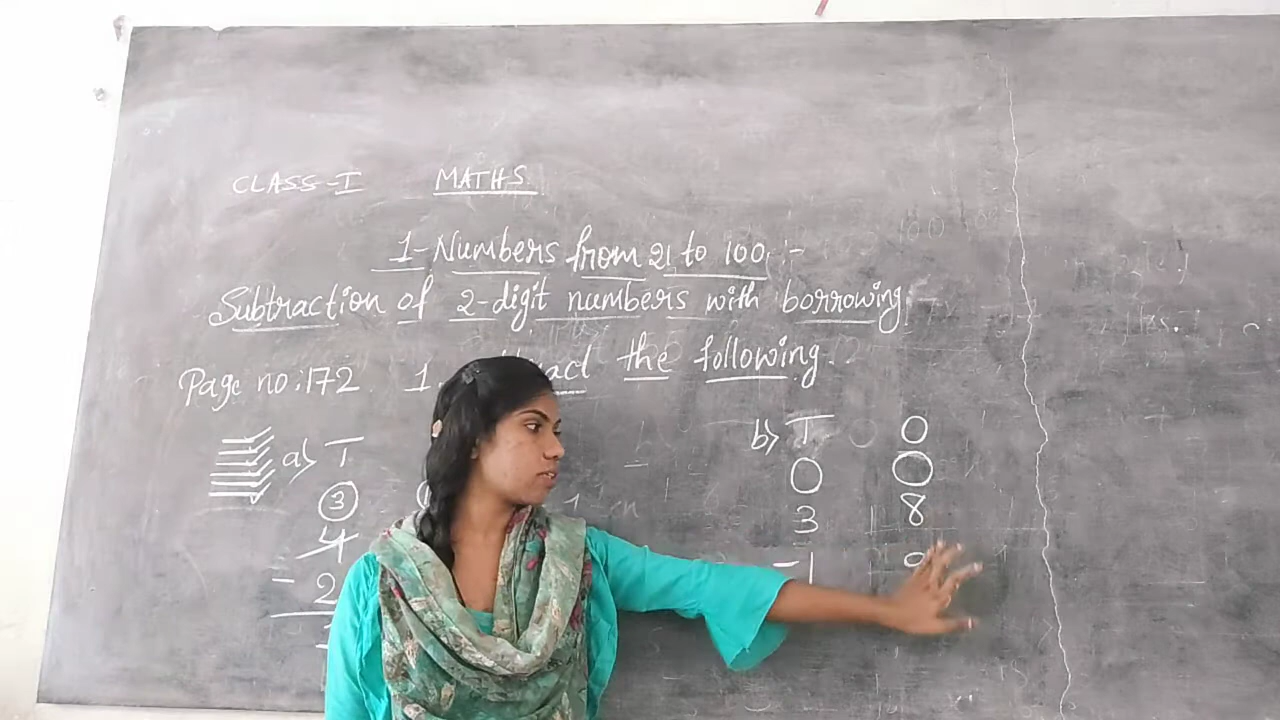 CLASS-I MATHS
1-Numbers from 21 to 100 :-
Subtraction of 2-digit numbers with borrowing.
Page no:172 1. the following.
a) T
3
4
- 2
b) T O
3 8
- 1